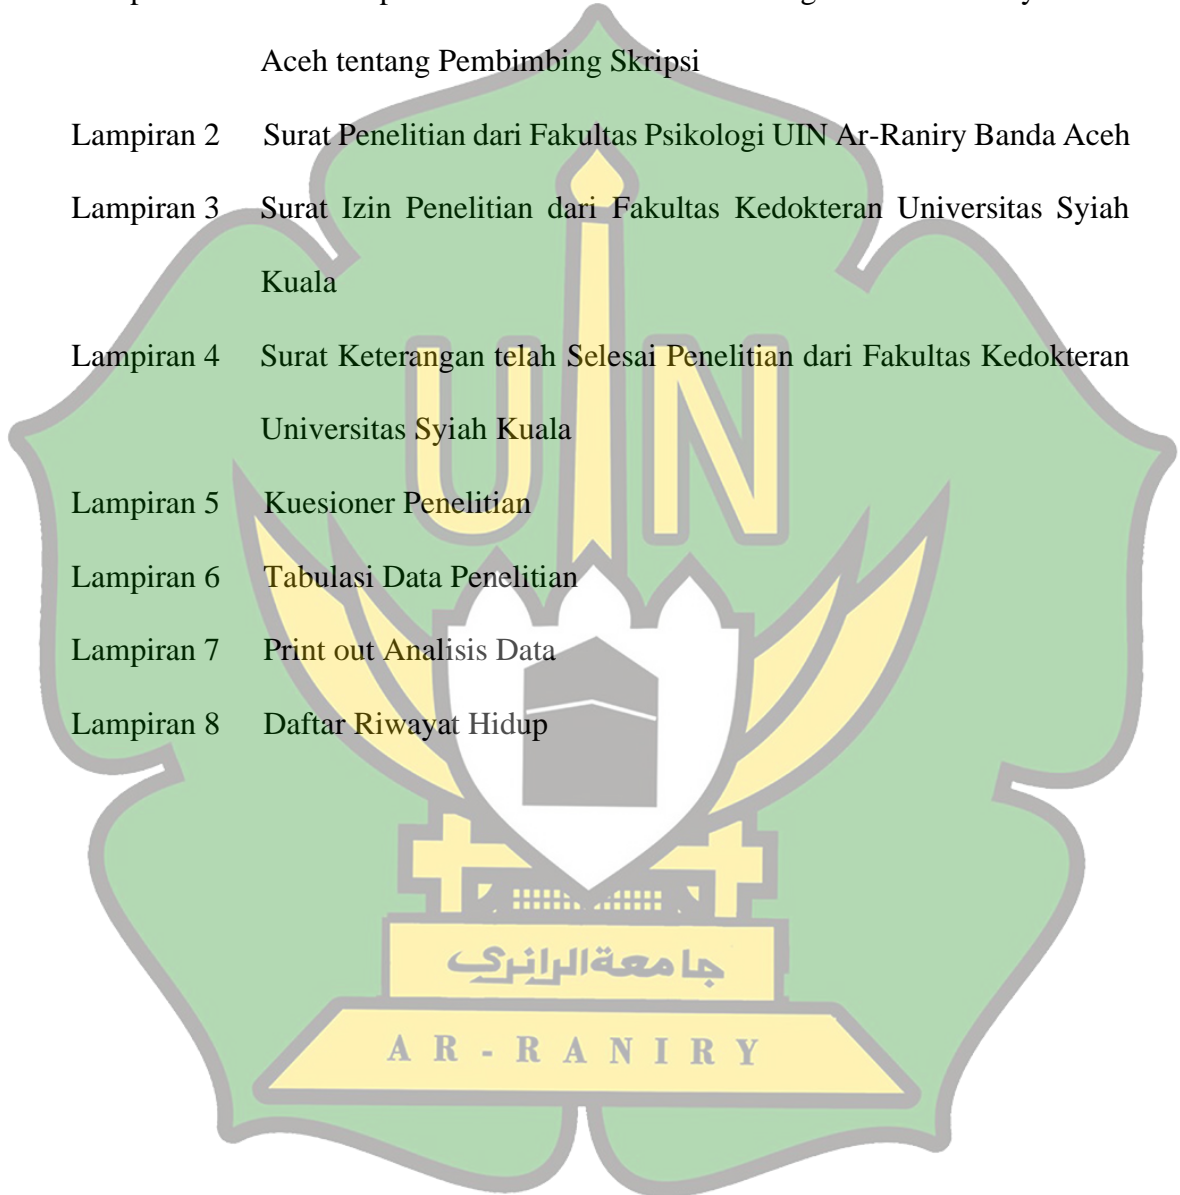 Aceh tentang Pembimbing Skripsi
Lampiran 2 Surat Penelitian dari Fakultas Psikologi UIN Ar-Raniry Banda Aceh
Lampiran 3 Surat Izin Penelitian dari Fakultas Kedokteran Universitas Syiah
Kuala
Lampiran 4 Surat Keterangan telah Selesai Penelitian dari Fakultas Kedokteran
Universitas Syiah Kuala
Lampiran 5 Kuesioner Penelitian
Lampiran 6 Tabulasi Data Penelitian
Lampiran 7 Print out Analisis Data
Lampiran 8 Daftar Riwayat Hidup
UIN
جامعة الرانري
AR-RANIRY